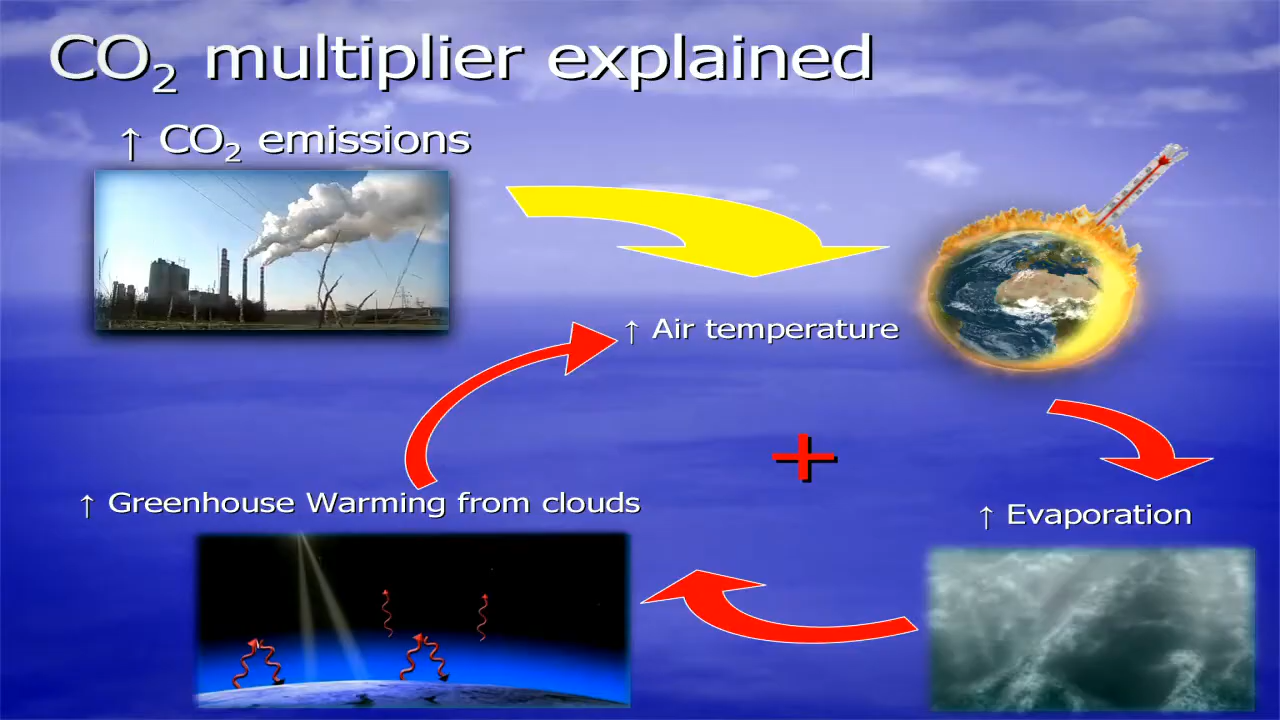 CO₂ multiplier explained
↑ CO₂ emissions
↑ Air temperature
+
↑ Greenhouse Warming from clouds
↑ Evaporation